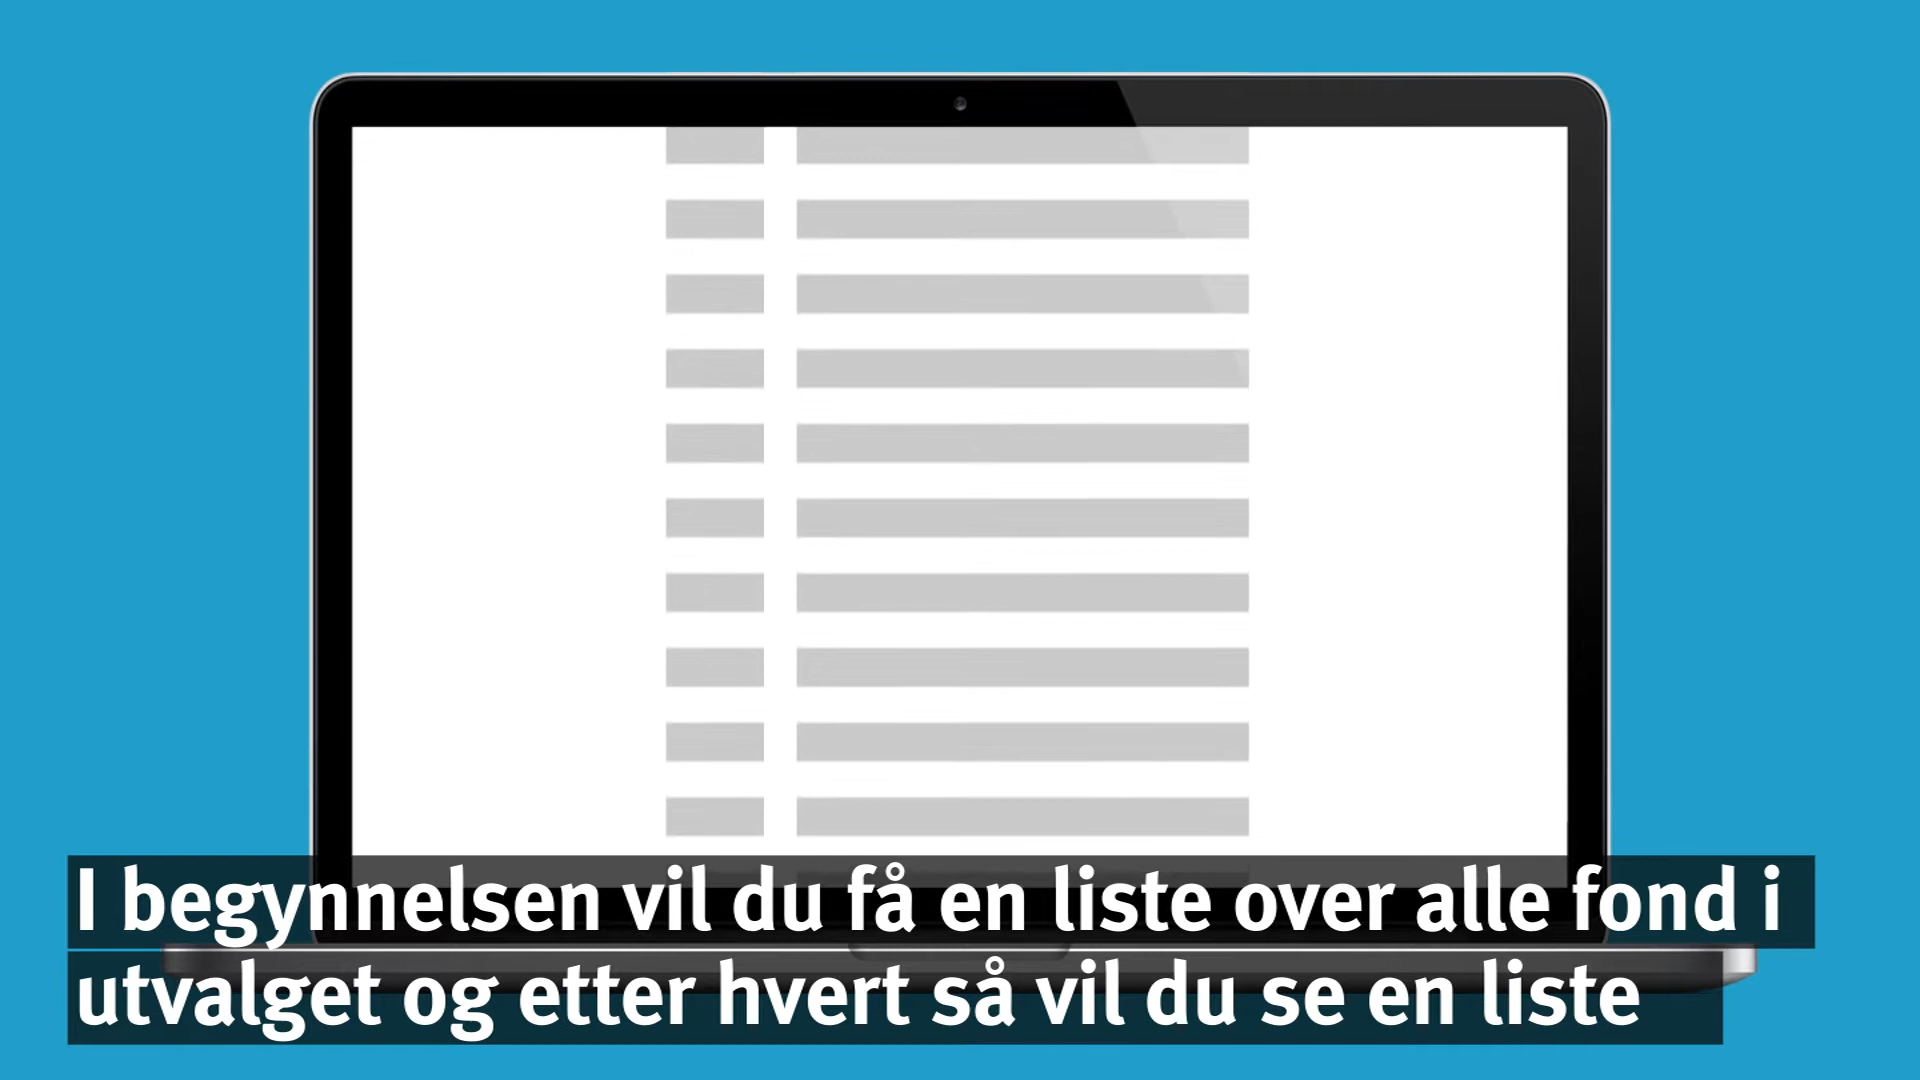 I begynnelsen vil du få en liste over alle fond i
utvalget og etter hvert så vil du se en liste